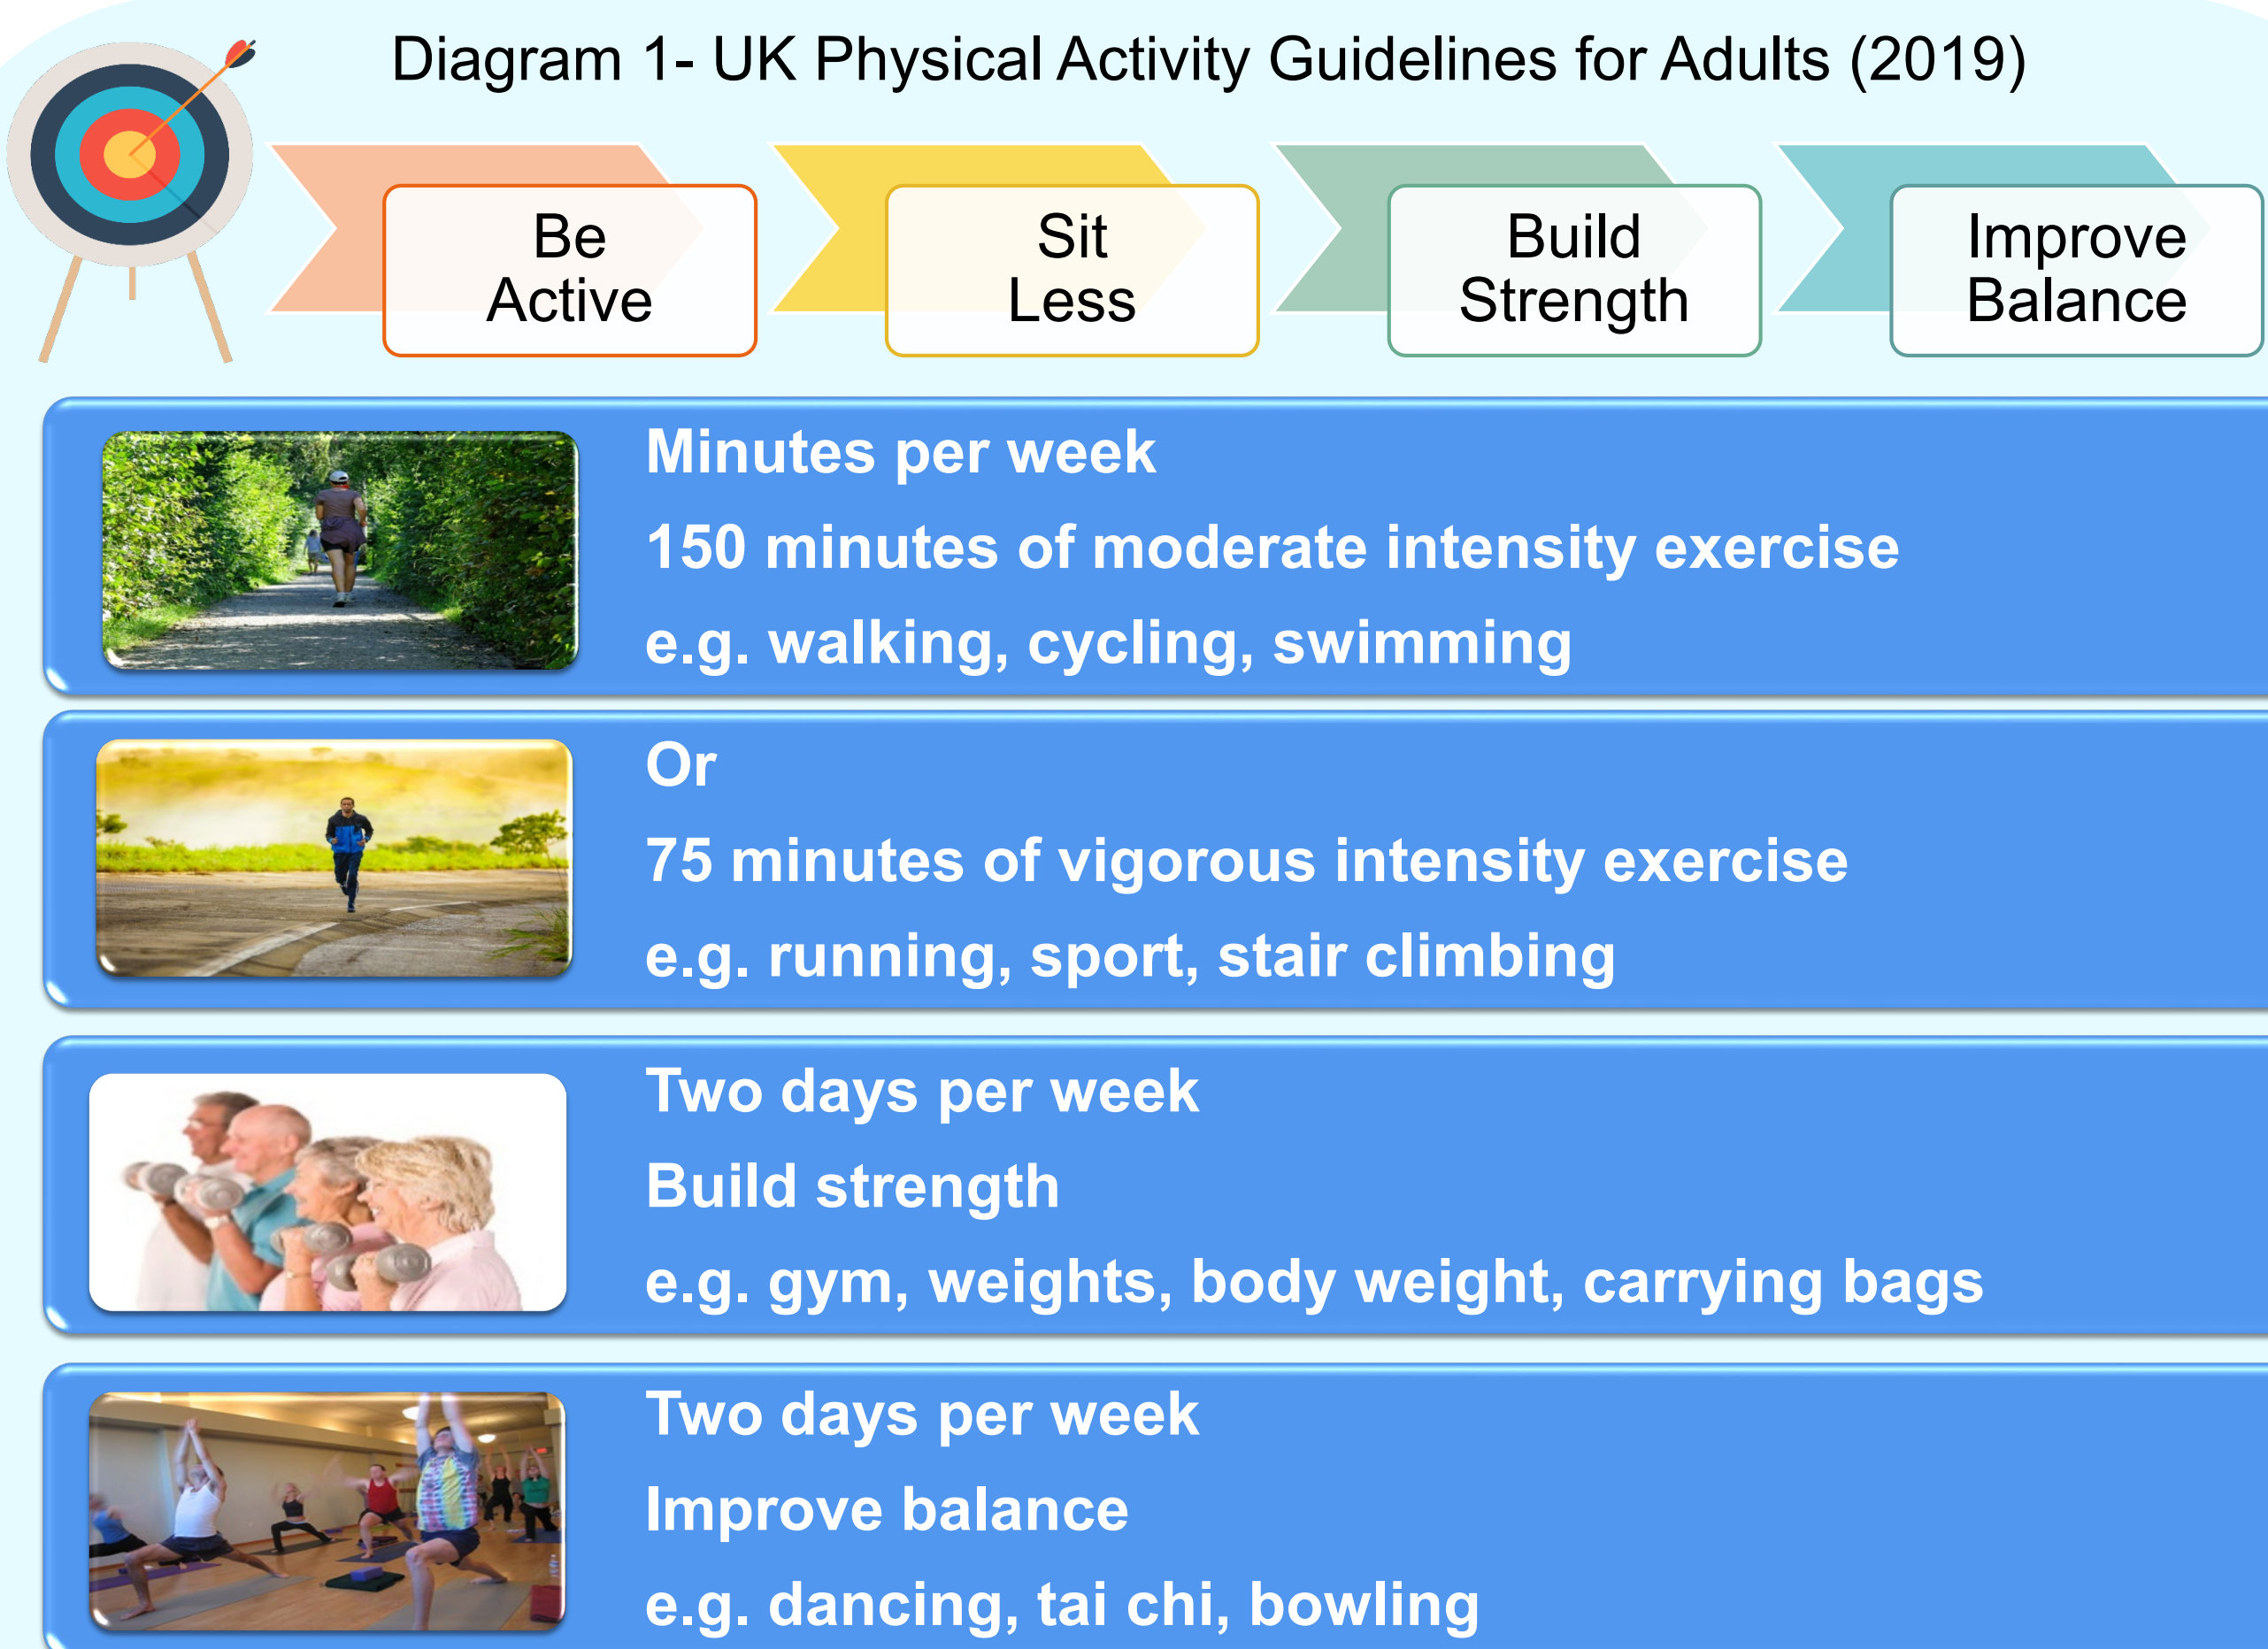 Diagram 1- UK Physical Activity Guidelines for Adults (2019)
Be
Active
Sit
Less
Build
Strength
Improve
Balance
Minutes per week
150 minutes of moderate intensity exercise
e.g. walking, cycling, swimming
Or
75 minutes of vigorous intensity exercise
e.g. running, sport, stair climbing
Two days per week
Build strength
e.g. gym, weights, body weight, carrying bags
Two days per week
Improve balance
e.g. dancing, tai chi, bowling